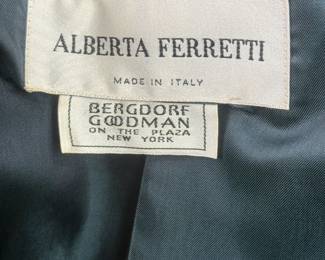 ALBERTA FERRETTI
MADE IN ITALY
BERGDORF
GOODMAN
ON THE PLAZA
NEW YORK